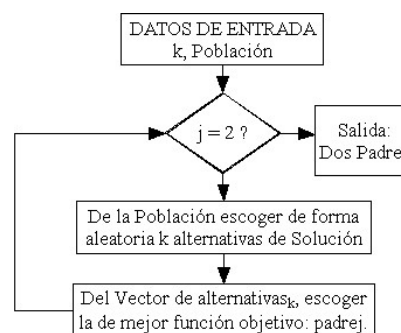 DATOS DE ENTRADA
k, Población
j = 2 ?
Salida:
Dos Padre
De la Población escoger de forma
aleatoria k alternativas de Solución
Del Vector de alternativask, escoger
la de mejor función objetivo: padrej.